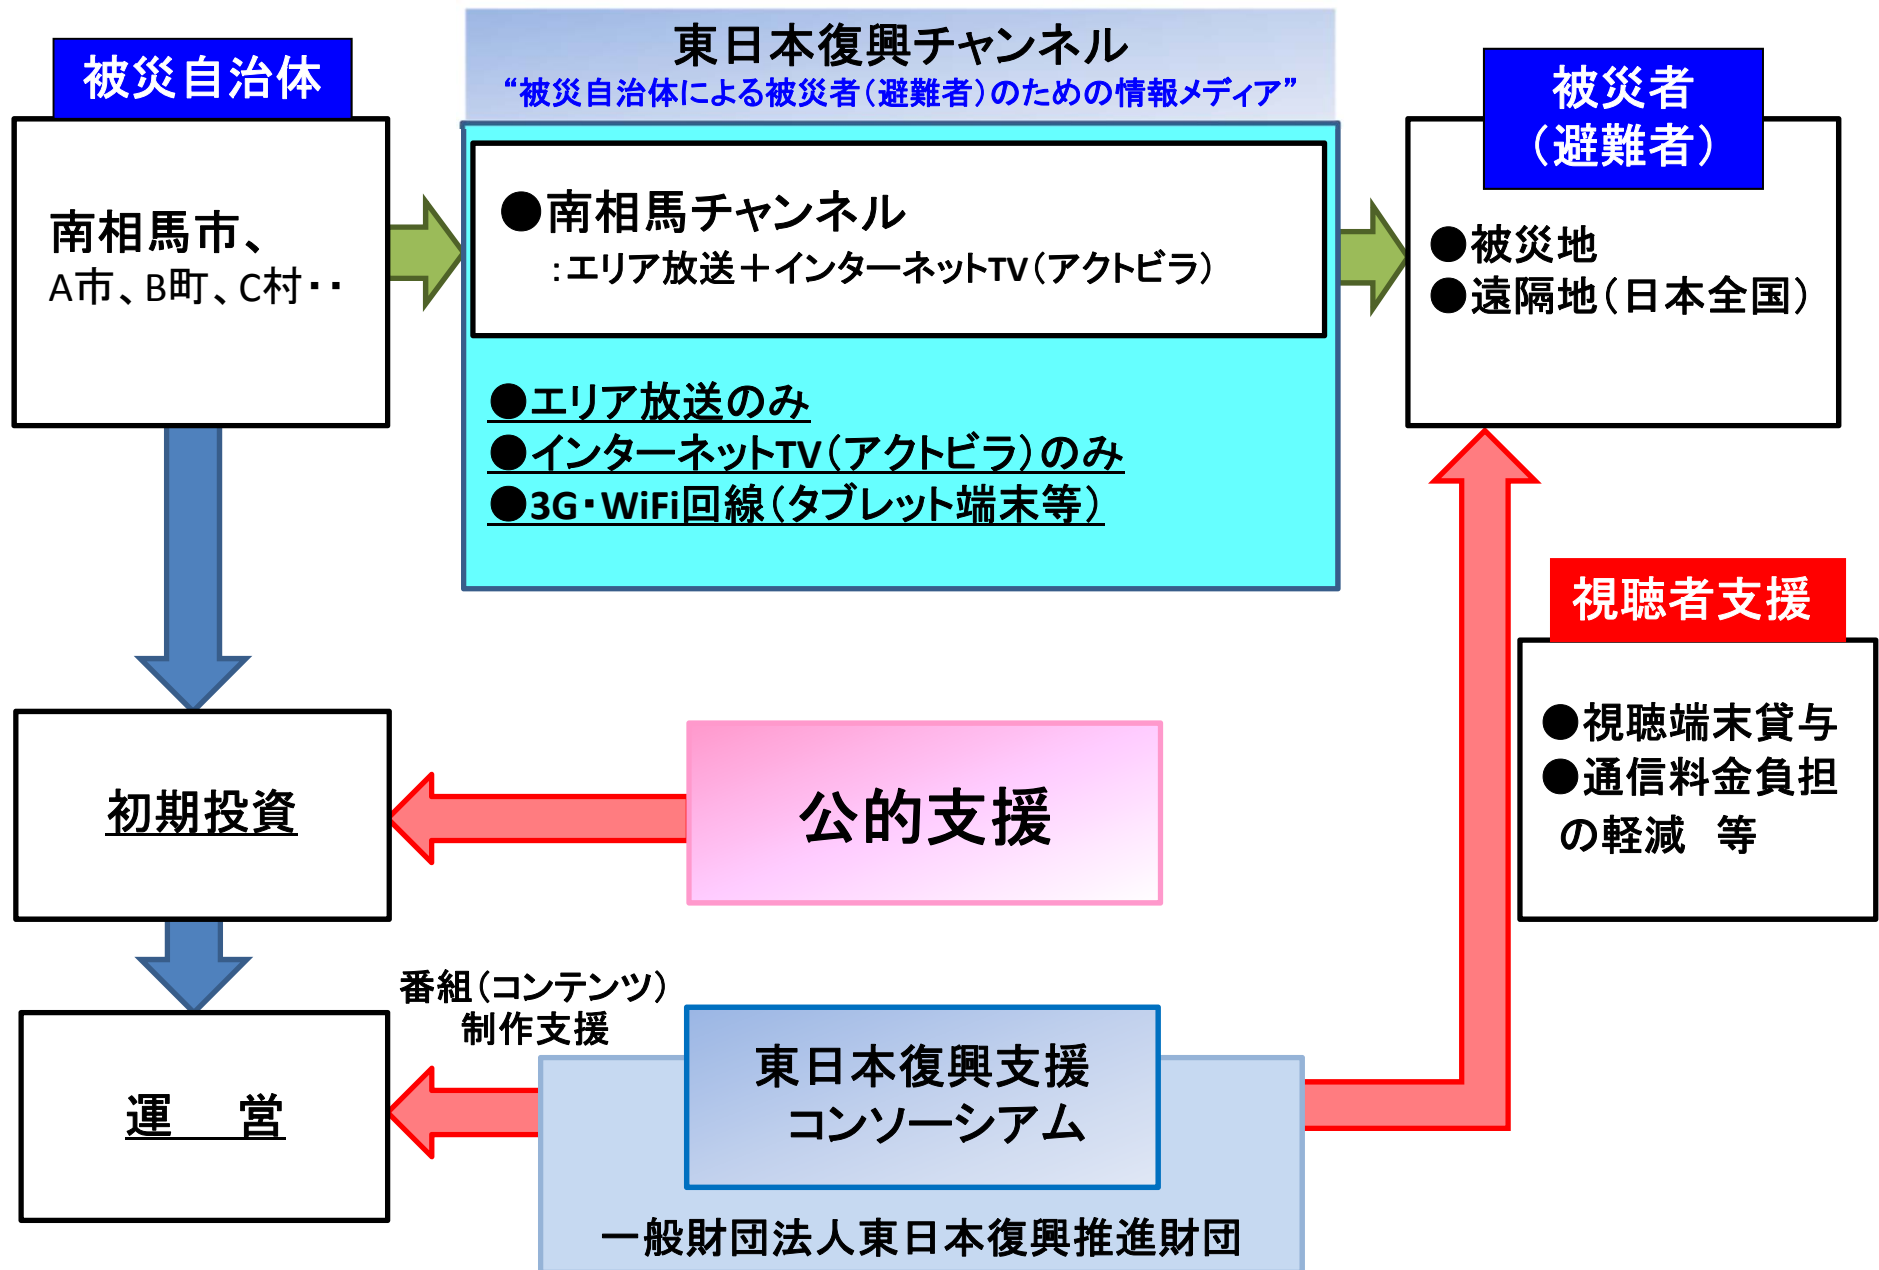 被災自治体
南相馬市、
A市、B町、C村・・
東日本復興チャンネル
“被災自治体による被災者（避難者）のための情報メディア”
●南相馬チャンネル
：エリア放送＋インターネットTV（アクトビラ）
●エリア放送のみ
●インターネットTV（アクトビラ）のみ
●3G・WiFi回線（タブレット端末等）
被災者
（避難者）
●被災地
●遠隔地（日本全国）
視聴者支援
●視聴端末貸与
●通信料金負担
の軽減　等
初期投資
公的支援
番組（コンテンツ）
制作支援
運　営
東日本復興支援
コンソーシアム
一般財団法人東日本復興推進財団